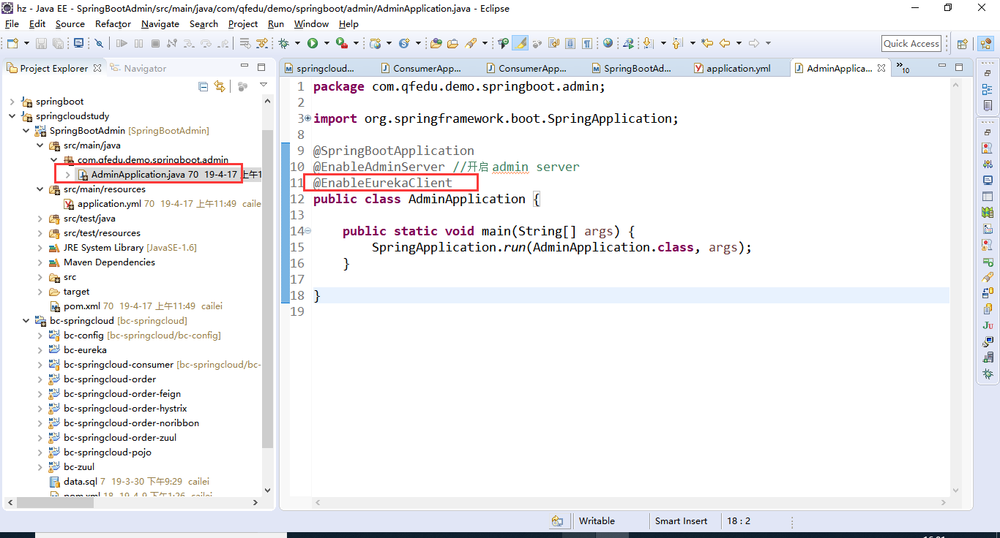 hz - Java EE - SpringBootAdmin/src/main/java/com/qfedu/demo/springboot/admin/AdminApplication.java - Eclipse
File Edit Source Refactor Navigate Search Project Run Window Help
Quick Access
Project Explorer Navigator
springcloud... ConsumerApp... ConsumerApp... SpringBootAd... application.yml AdminApplica... »10
springboot
springcloudstudy
SpringBootAdmin [SpringBootAdmin]
src/main/java
com.qfedu.demo.springboot.admin
AdminApplication.java 70 19-4-17 上午1
src/main/resources
application.yml 70 19-4-17 上午11:49 caile
src/test/java
src/test/resources
JRE System Library [JavaSE-1.6]
Maven Dependencies
src
target
pom.xml 70 19-4-17 上午11:49 cailei
bc-springcloud [bc-springcloud]
bc-config [bc-springcloud/bc-config]
bc-eureka
bc-springcloud-consumer [bc-springcloud/bc-
bc-springcloud-order
bc-springcloud-order-feign
bc-springcloud-order-hystrix
bc-springcloud-order-noribbon
bc-springcloud-order-zuul
bc-springcloud-pojo
bc-zuul
data.sql 7 19-3-30 下午9:29 cailei
pom.xml 18 19-4-9 下午1:26 cailei
1 package com.qfedu.demo.springboot.admin;
2
3 import org.springframework.boot.SpringApplication;
8
9 @SpringBootApplication
10 @EnableAdminServer //开启 admin server
11 @EnableEurekaClient
12 public class AdminApplication {
13
14 public static void main(String[] args) {
15 SpringApplication.run(AdminApplication.class, args);
16 }
17
18 }
19
Writable Smart Insert 18 : 2